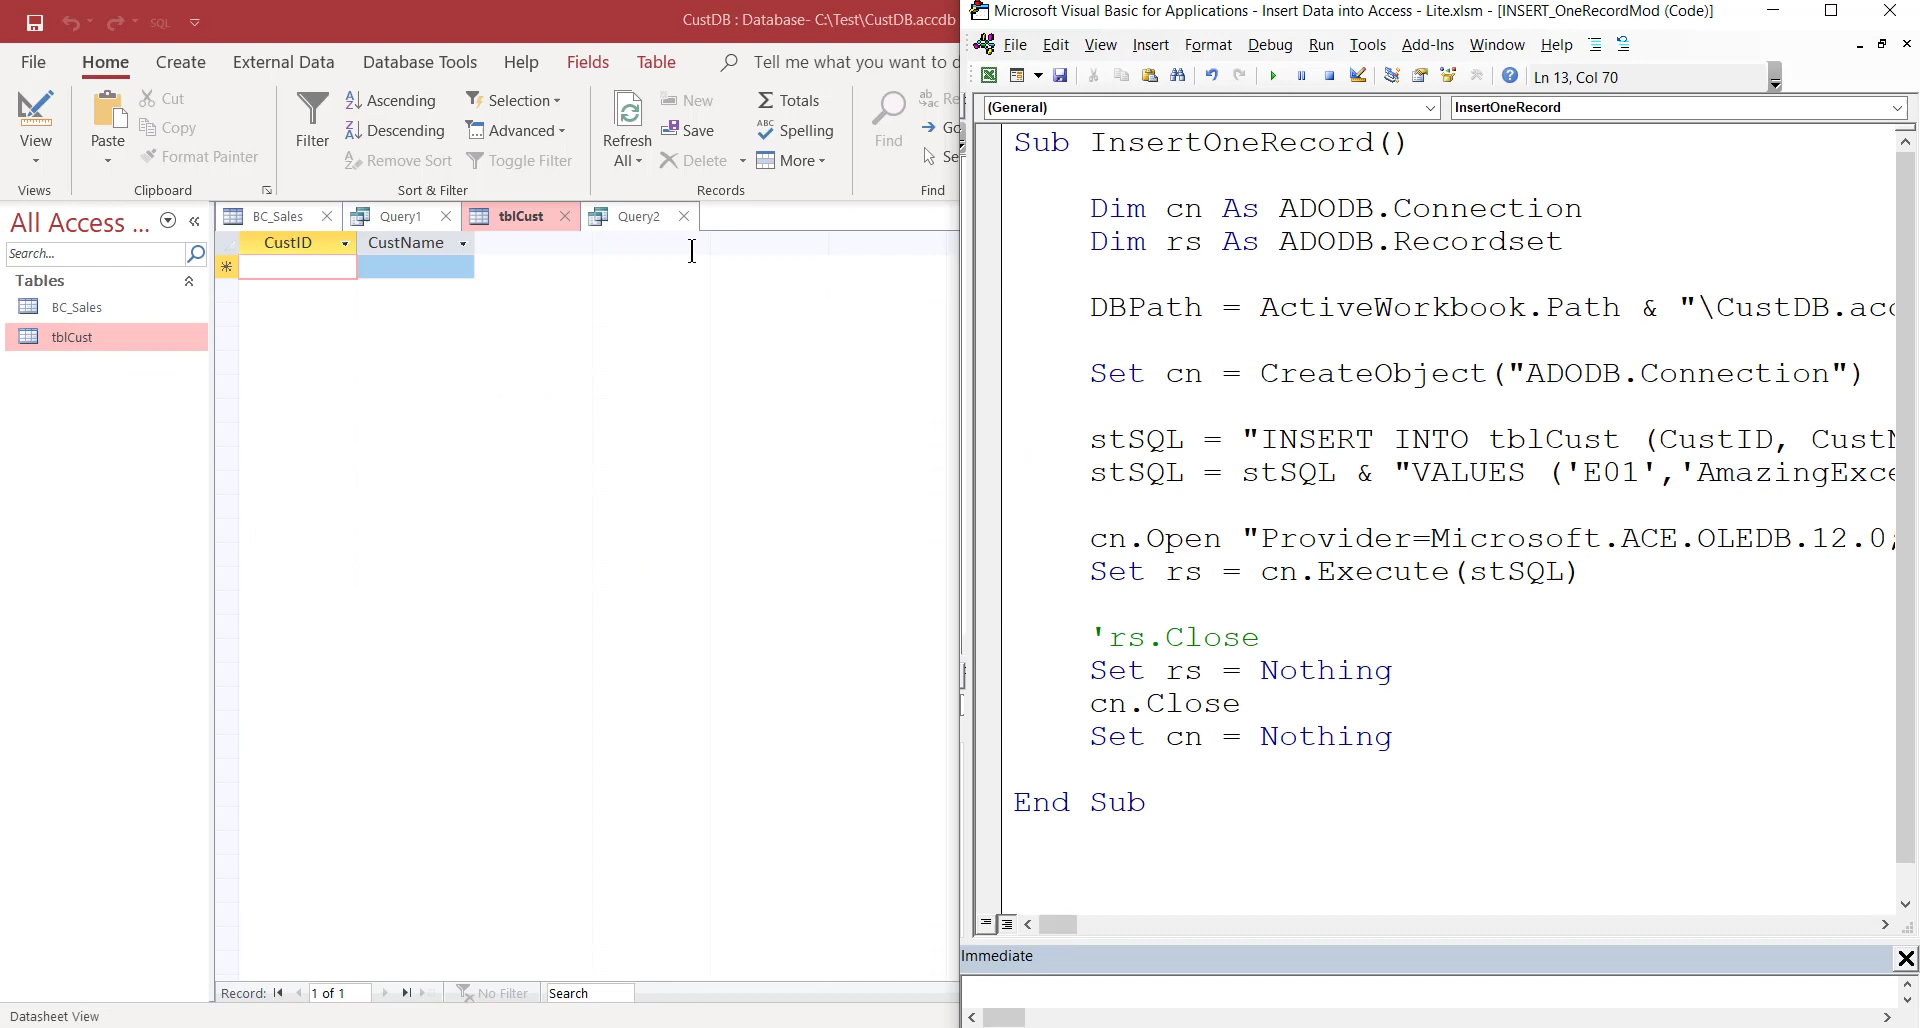 SQL
CustDB : Database- C:\Test\CustDB.accdb
File Home Create External Data Database Tools Help Fields Table Tell me what you want to
View
Views
Paste
Cut
Copy
Format Painter
Clipboard
Filter
Ascending
Descending
Remove Sort
Selection
Advanced
Toggle Filter
Sort & Filter
Refresh
All
New
Save
Delete
Totals
Spelling
More
Records
Find
Find
All Access ...
Search...
Tables
BC_Sales
tblCust
BC_Sales Query1 tblCust Query2
CustID CustName
Record: 1 of 1 No Filter Search
Datasheet View
Microsoft Visual Basic for Applications - Insert Data into Access - Lite.xlsm - [INSERT_OneRecordMod (Code)]
File Edit View Insert Format Debug Run Tools Add-Ins Window Help
Ln 13, Col 70
(General) InsertOneRecord
Sub InsertOneRecord()
Dim cn As ADODB.Connection
Dim rs As ADODB.Recordset
DBPath = ActiveWorkbook.Path & "\CustDB.acc
Set cn = CreateObject("ADODB.Connection")
stSQL = "INSERT INTO tblCust (CustID, CustN
stSQL = stSQL & "VALUES ('E01','AmazingExce
cn.Open "Provider=Microsoft.ACE.OLEDB.12.0;
Set rs = cn.Execute(stSQL)
'rs.Close
Set rs = Nothing
cn.Close
Set cn = Nothing
End Sub
Immediate